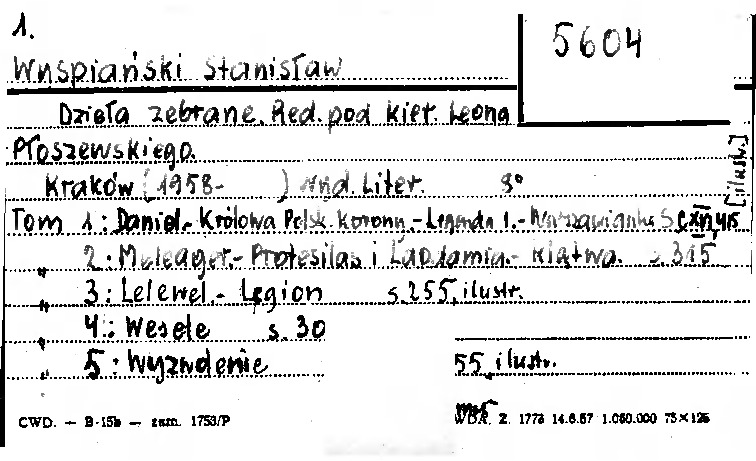 1.
5604
Wyspiański Stanisław
Dzieła zebrane. Red. pod kier. Leona
Płoszewskiego.
Kraków (1958- ) Wyd. Liter. 8°
[ilustr.]
Tom 1: Daniel.- Królowa Polsk. Korony.- Legenda I.- Warszawianka s.
" 2: Meleager.- Protesilas i Laodamia.- Klątwa. s. 315
" 3: Lelewel.- Legion s. 255, ilustr.
" 4: Wesele s. 30
" 5: Wyzwolenie 55, ilustr.
CWD. — B-15b — zam. 1753/P
WDA. Z. 1773 14.6.57 1.050.000 75×125